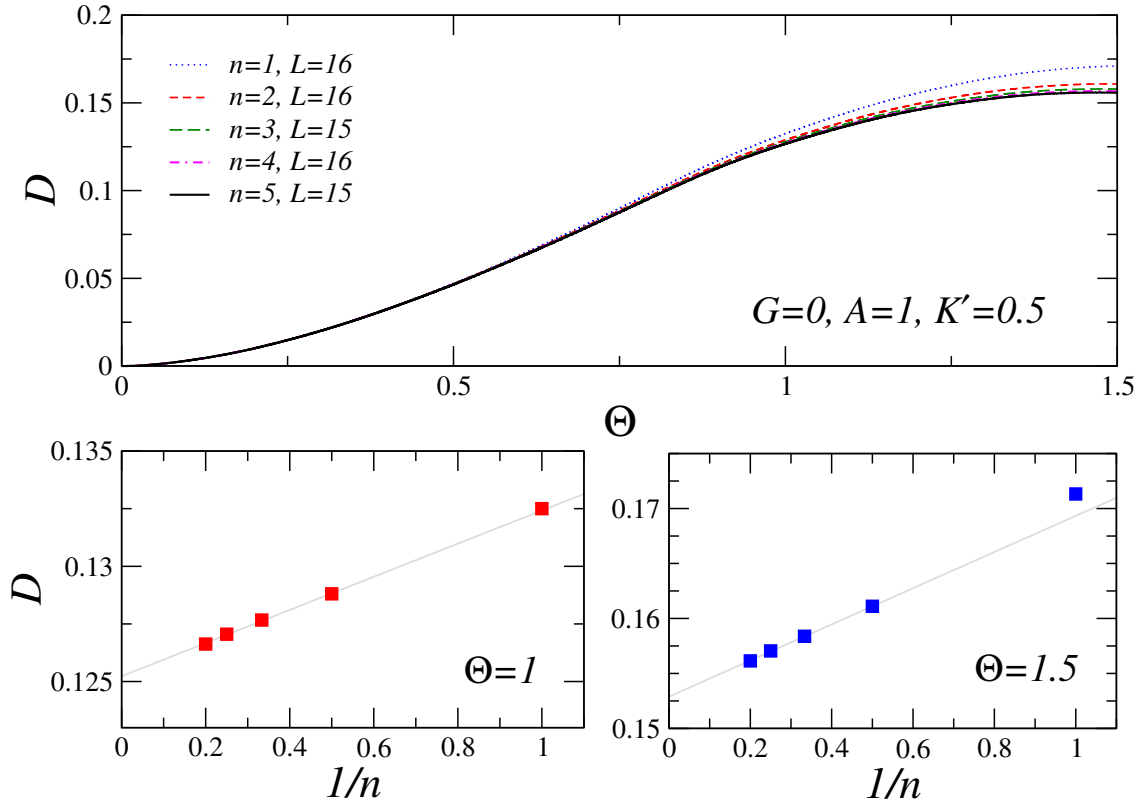 0.2
0.15
0.1
0.05
0
D
n=1, L=16
n=2, L=16
n=3, L=15
n=4, L=16
n=5, L=15
G=0, A=1, K′=0.5
0 0.5 1 1.5
Θ
0.135
0.13
0.125
D
Θ=1
0 0.2 0.4 0.6 0.8 1
1/n
0.17
0.16
0.15
Θ=1.5
0 0.2 0.4 0.6 0.8 1
1/n